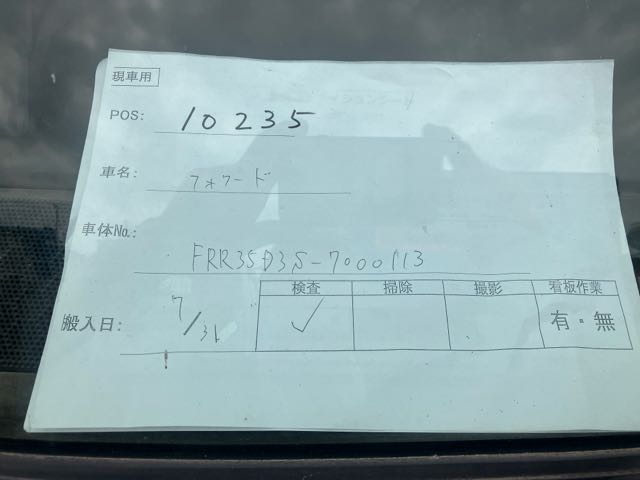 現車用
POS: 10235
車名: フォワード
車体No.: FRR35D3S-7000113
検査 掃除 撮影 看板作業
搬入日: 7/31 ✓ 有・無